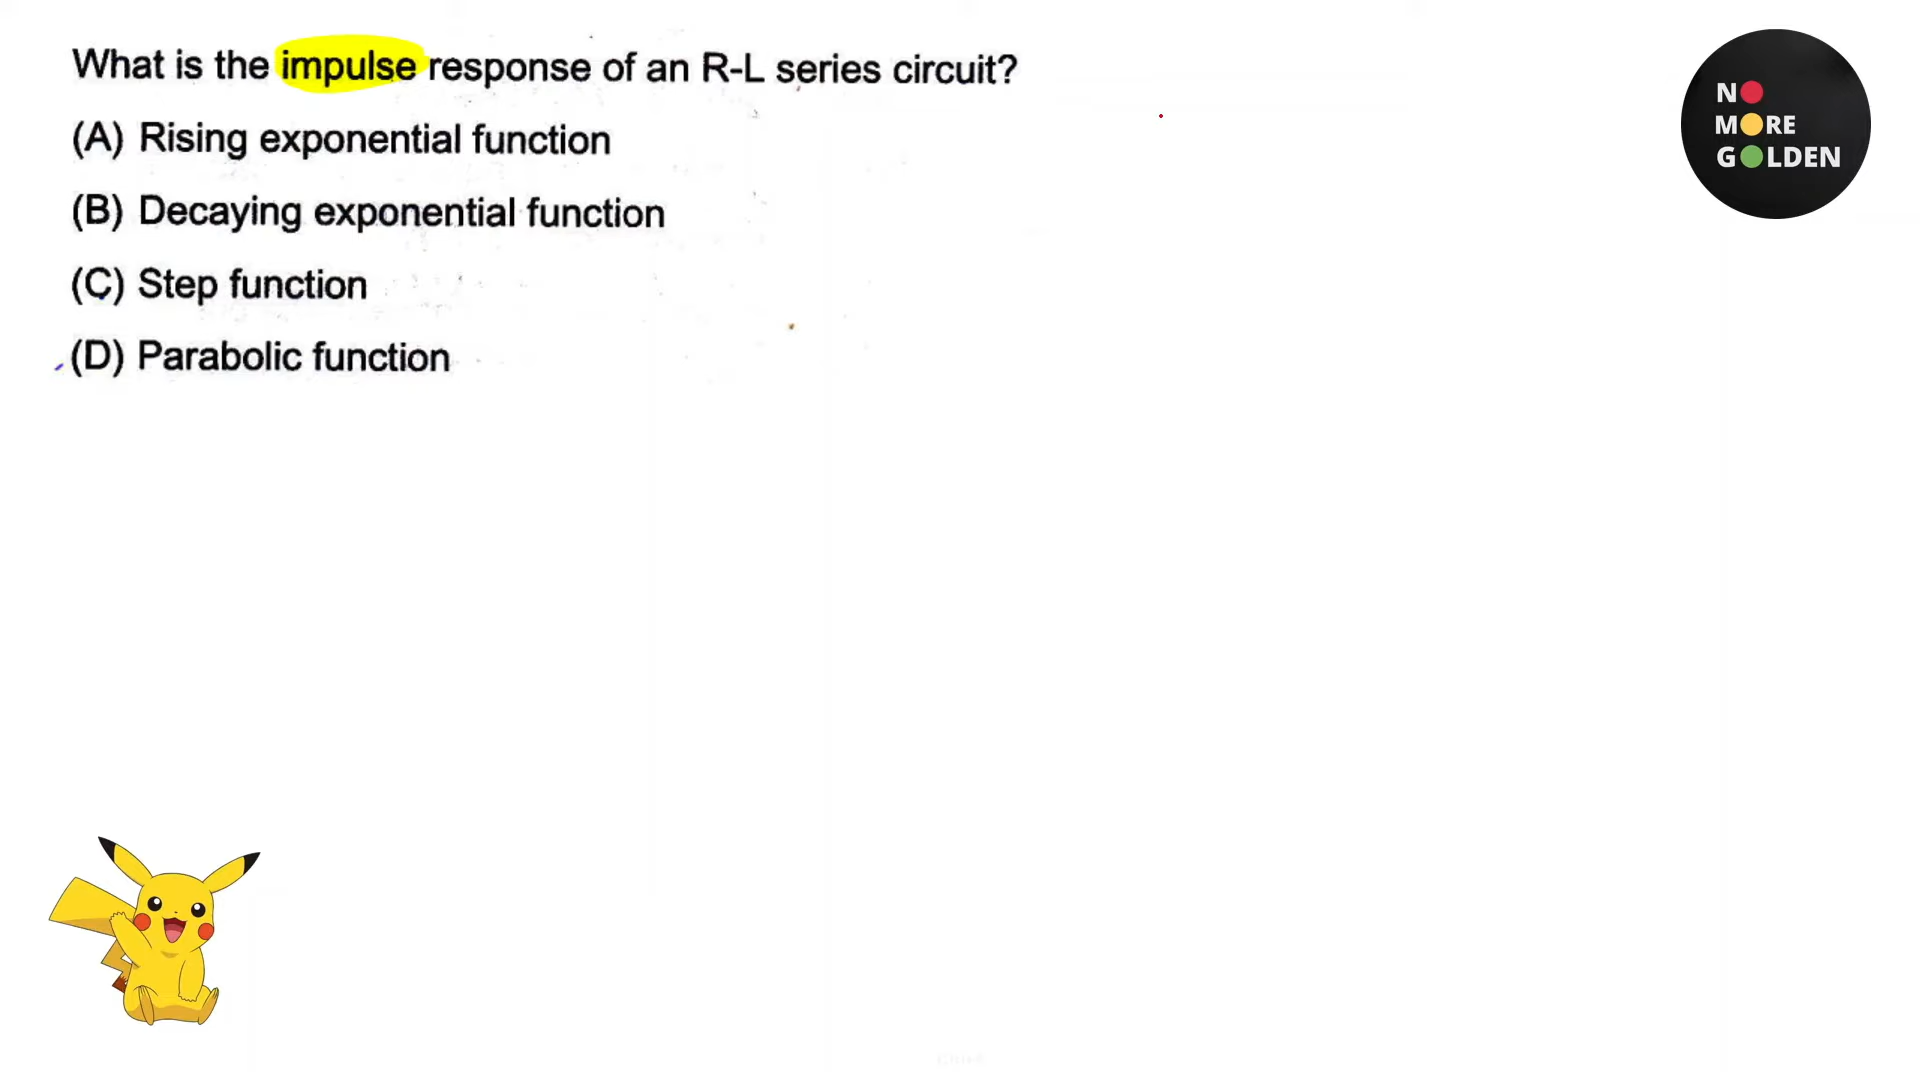 What is the impulse response of an R-L series circuit?
(A) Rising exponential function
(B) Decaying exponential function
(C) Step function
(D) Parabolic function
NO
MORE
GOLDEN